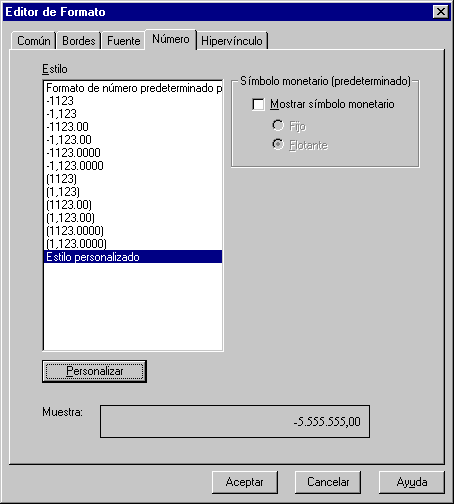 Editor de Formato
Común Bordes Fuente Número Hipervínculo
Estilo
Formato de número predeterminado p
-1123
-1,123
-1123.00
-1,123.00
-1123.0000
-1,123.0000
(1123)
(1,123)
(1123.00)
(1,123.00)
(1123.0000)
(1,123.0000)
Estilo personalizado
Símbolo monetario (predeterminado)
Mostrar símbolo monetario
Fijo
Flotante
Personalizar
Muestra:
-5.555.555,00
Aceptar Cancelar Ayuda